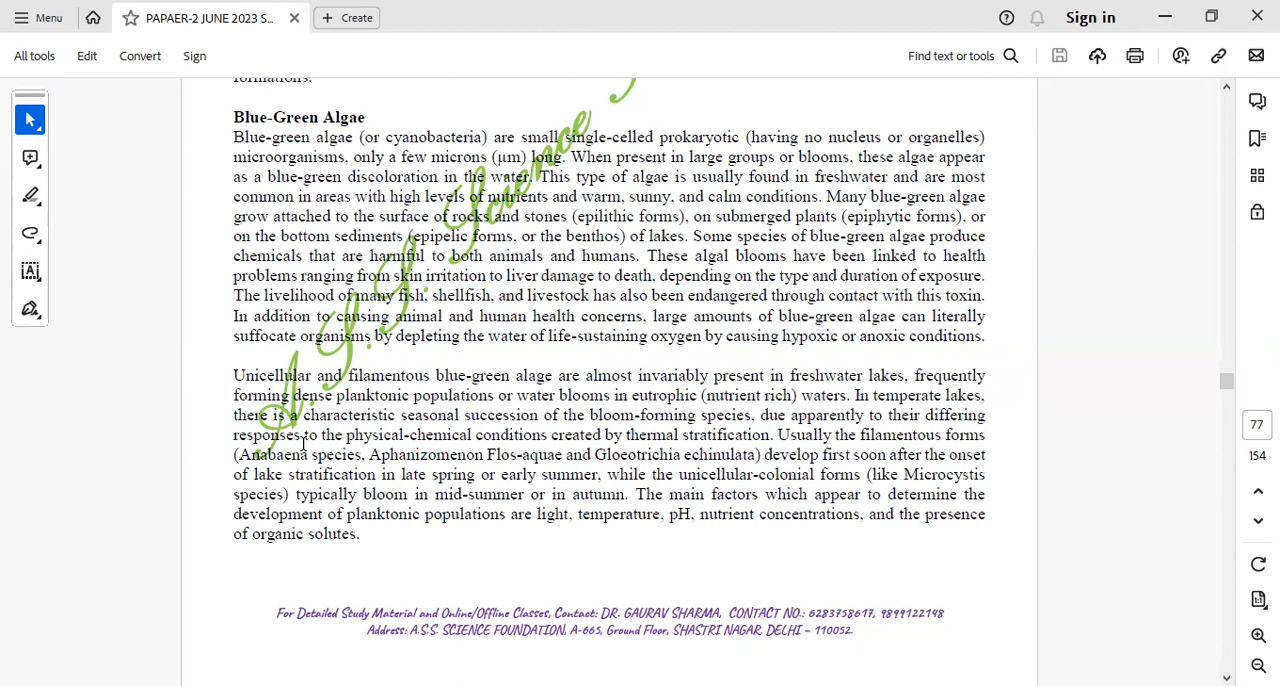 Menu
PAPAER-2 JUNE 2023 S...
Create
Sign in
All tools
Edit
Convert
Sign
Find text or tools
formations.
Blue-Green Algae
Blue-green algae (or cyanobacteria) are small single-celled prokaryotic (having no nucleus or organelles)
microorganisms, only a few microns (µm) long. When present in large groups or blooms, these algae appear
as a blue-green discoloration in the water. This type of algae is usually found in freshwater and are most
common in areas with high levels of nutrients and warm, sunny, and calm conditions. Many blue-green algae
grow attached to the surface of rocks and stones (epilithic forms), on submerged plants (epiphytic forms), or
on the bottom sediments (epipelic forms, or the benthos) of lakes. Some species of blue-green algae produce
chemicals that are harmful to both animals and humans. These algal blooms have been linked to health
problems ranging from skin irritation to liver damage to death, depending on the type and duration of exposure.
The livelihood of many fish, shellfish, and livestock has also been endangered through contact with this toxin.
In addition to causing animal and human health concerns, large amounts of blue-green algae can literally
suffocate organisms by depleting the water of life-sustaining oxygen by causing hypoxic or anoxic conditions.
Unicellular and filamentous blue-green alage are almost invariably present in freshwater lakes, frequently
forming dense planktonic populations or water blooms in eutrophic (nutrient rich) waters. In temperate lakes,
there is a characteristic seasonal succession of the bloom-forming species, due apparently to their differing
responses to the physical-chemical conditions created by thermal stratification. Usually the filamentous forms
(Anabaena species, Aphanizomenon Flos-aquae and Gloeotrichia echinulata) develop first soon after the onset
of lake stratification in late spring or early summer, while the unicellular-colonial forms (like Microcystis
species) typically bloom in mid-summer or in autumn. The main factors which appear to determine the
development of planktonic populations are light, temperature, pH, nutrient concentrations, and the presence
of organic solutes.
A.S.S. Science
For Detailed Study Material and Online/Offline Classes, Contact: DR. GAURAV SHARMA, CONTACT NO.: 6283758617, 9899122148
Address: A.S.S. SCIENCE FOUNDATION, A-665, Ground Floor, SHASTRI NAGAR, DELHI – 110052.
77
154